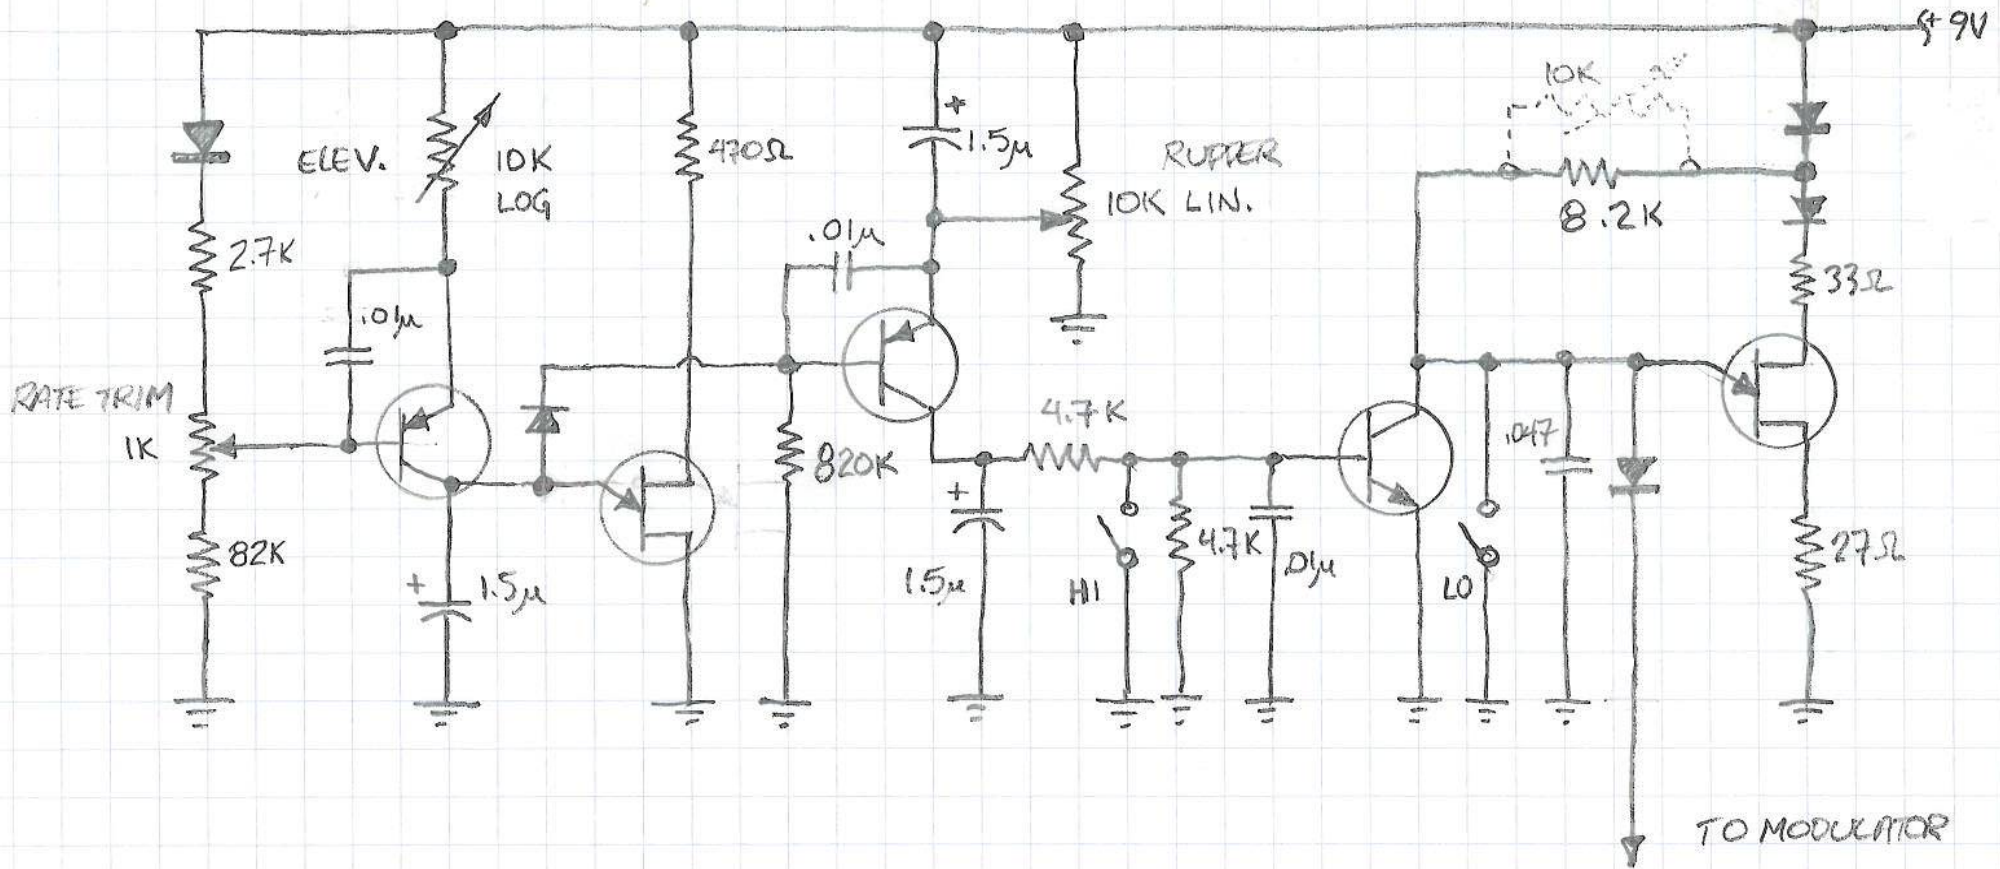 + 9V
10K
ELEV.
10K
LOG
470Ω
+
1.5µ
RUDDER
10K LIN.
8.2K
2.7K
.01µ
.01µ
33Ω
RATE TRIM
1K
820K
4.7K
.047
82K
+
1.5µ
+
1.5µ
HI
4.7K
.01µ
LO
27Ω
TO MODULATOR